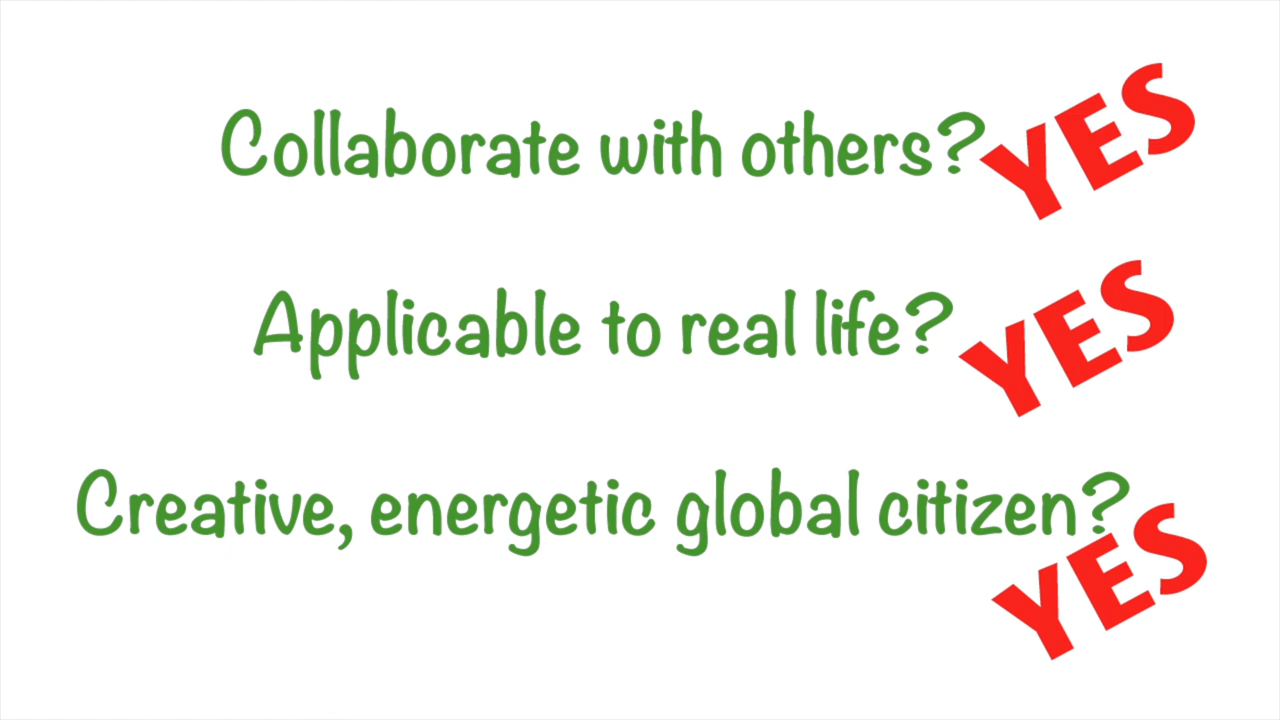 Collaborate with others? YES
Applicable to real life? YES
Creative, energetic global citizen?
YES